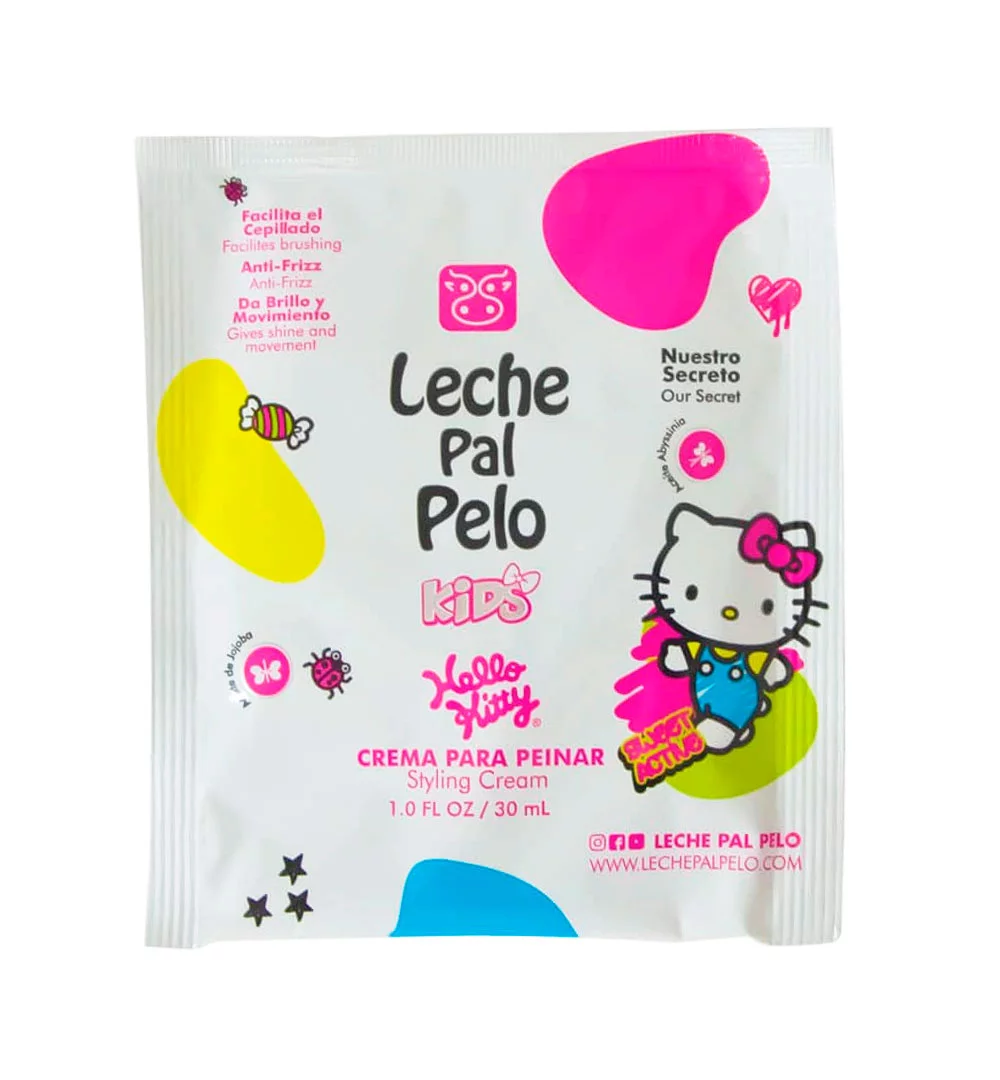 Facilita el
Cepillado
Facilites brushing
Anti-Frizz
Anti-Frizz
Da Brillo y
Movimiento
Gives shine and
movement
Leche
Pal
Pelo
KiDS
Hello
Kitty®
CREMA PARA PEINAR
Styling Cream
1.0 FL OZ / 30 mL
Nuestro
Secreto
Our Secret
Aceite Abyssinia
de Jojoba
SWEET
ACTIVE
LECHE PAL PELO
WWW.LECHEPALPELO.COM